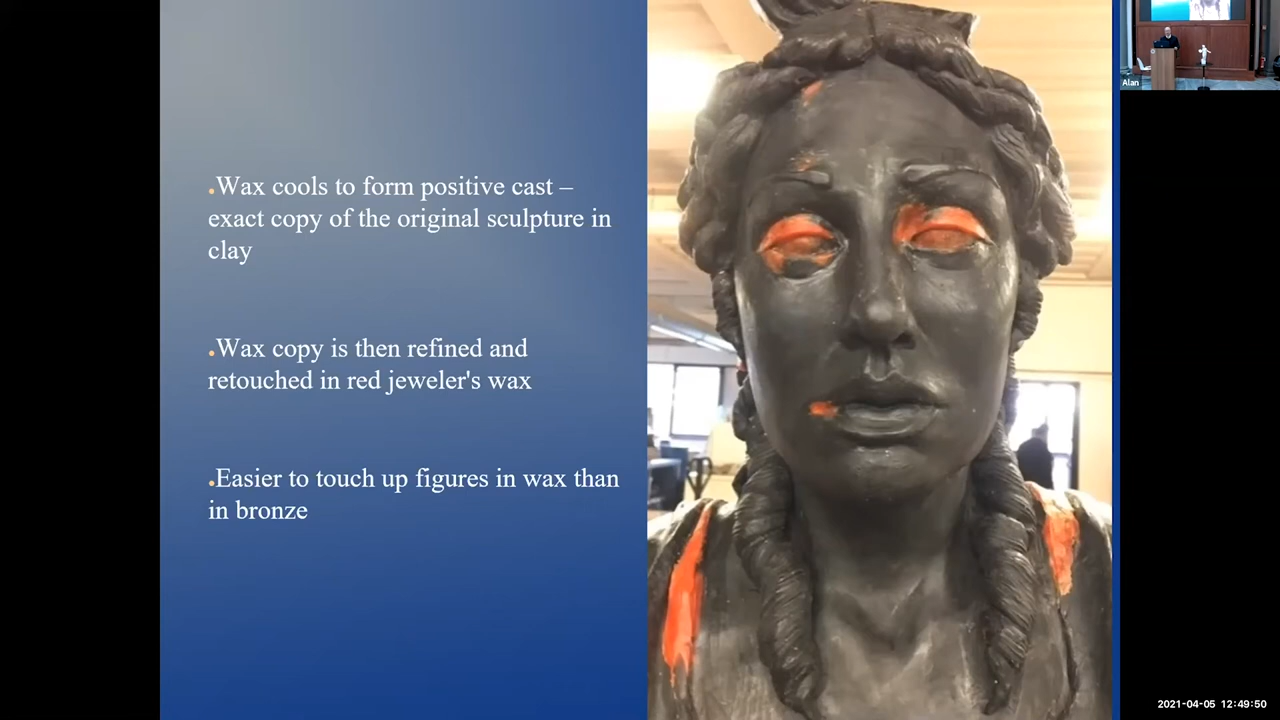 •Wax cools to form positive cast –
exact copy of the original sculpture in
clay
•Wax copy is then refined and
retouched in red jeweler's wax
•Easier to touch up figures in wax than
in bronze
Alan
2021-04-05 12:49:50